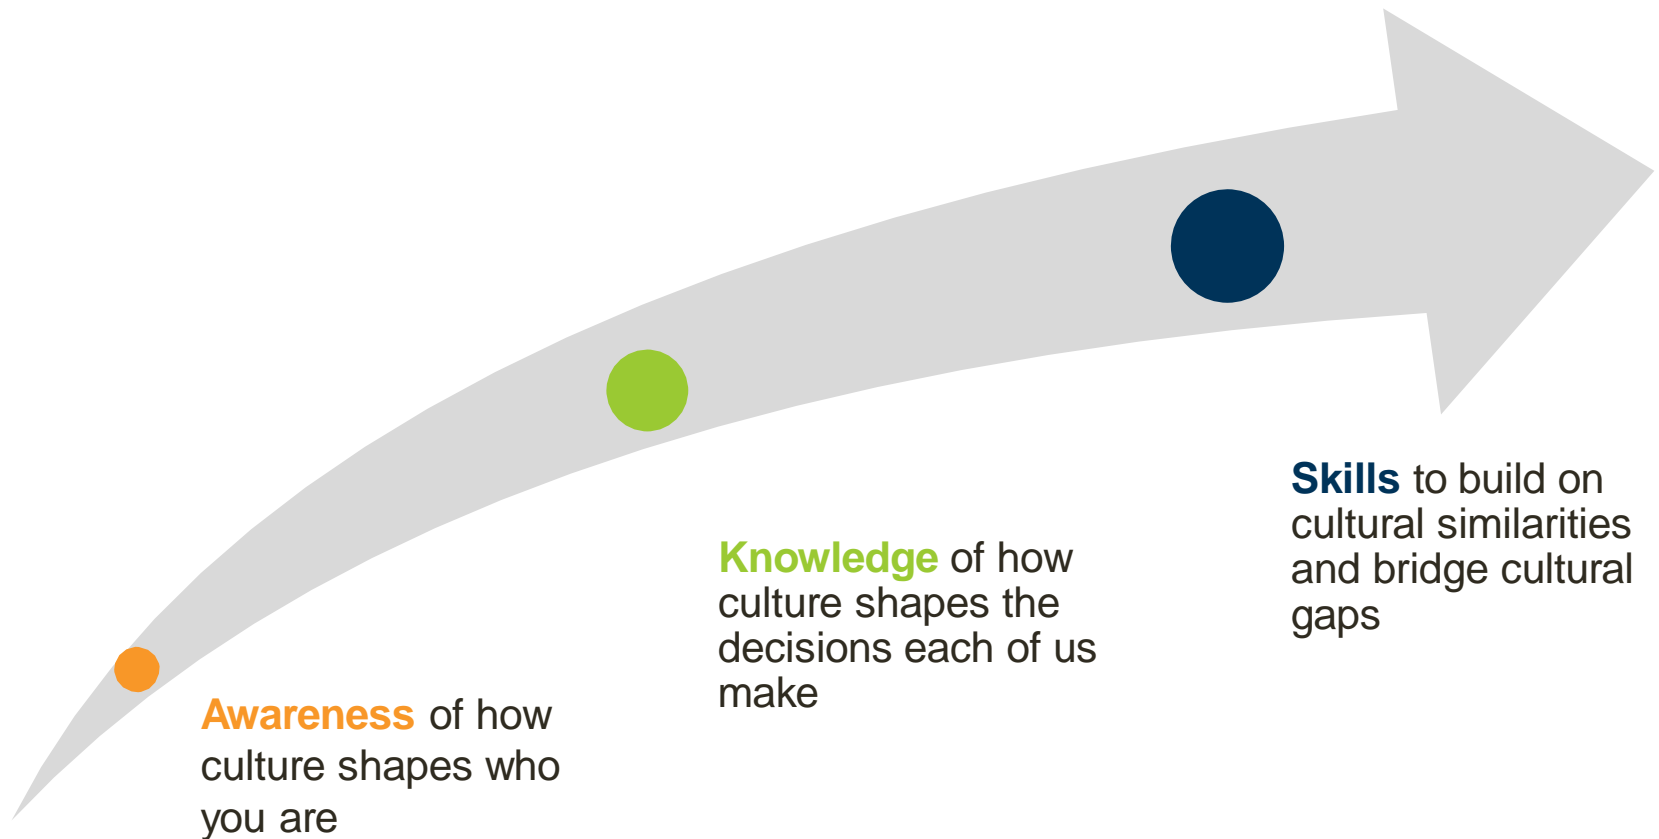 Awareness of how
culture shapes who
you are
Knowledge of how
culture shapes the
decisions each of us
make
Skills to build on
cultural similarities
and bridge cultural
gaps